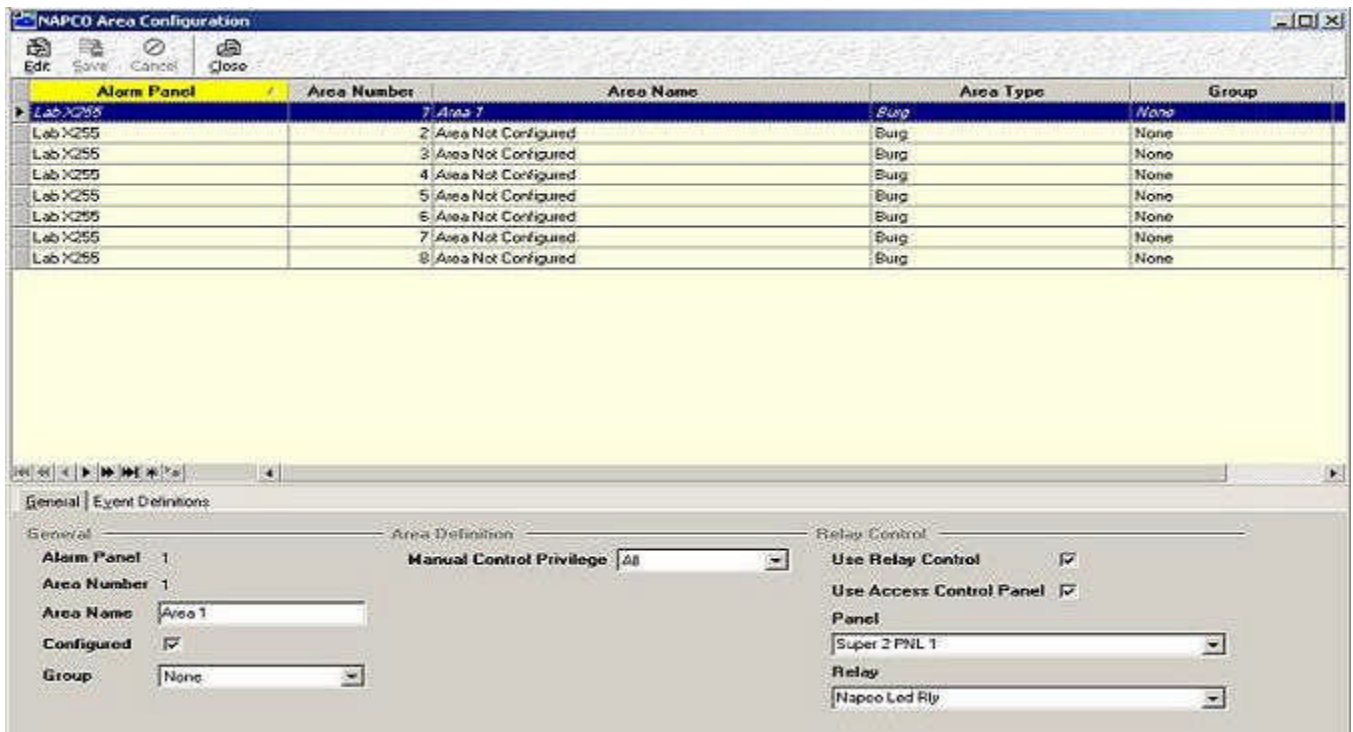 NAPCO Area Configuration
Edit Save Cancel Close
Alarm Panel Area Number Area Name Area Type Group
Lab X255 1 Area 1 Burg None
Lab X255 2 Area Not Configured Burg None
Lab X255 3 Area Not Configured Burg None
Lab X255 4 Area Not Configured Burg None
Lab X255 5 Area Not Configured Burg None
Lab X255 6 Area Not Configured Burg None
Lab X255 7 Area Not Configured Burg None
Lab X255 8 Area Not Configured Burg None
General Event Definitions
General Area Definition Relay Control
Alarm Panel 1 Manual Control Privilege All Use Relay Control
Area Number 1 Use Access Control Panel
Area Name Area 1 Panel
Configured Super 2 PNL 1
Group None Relay
Napco Led Rly